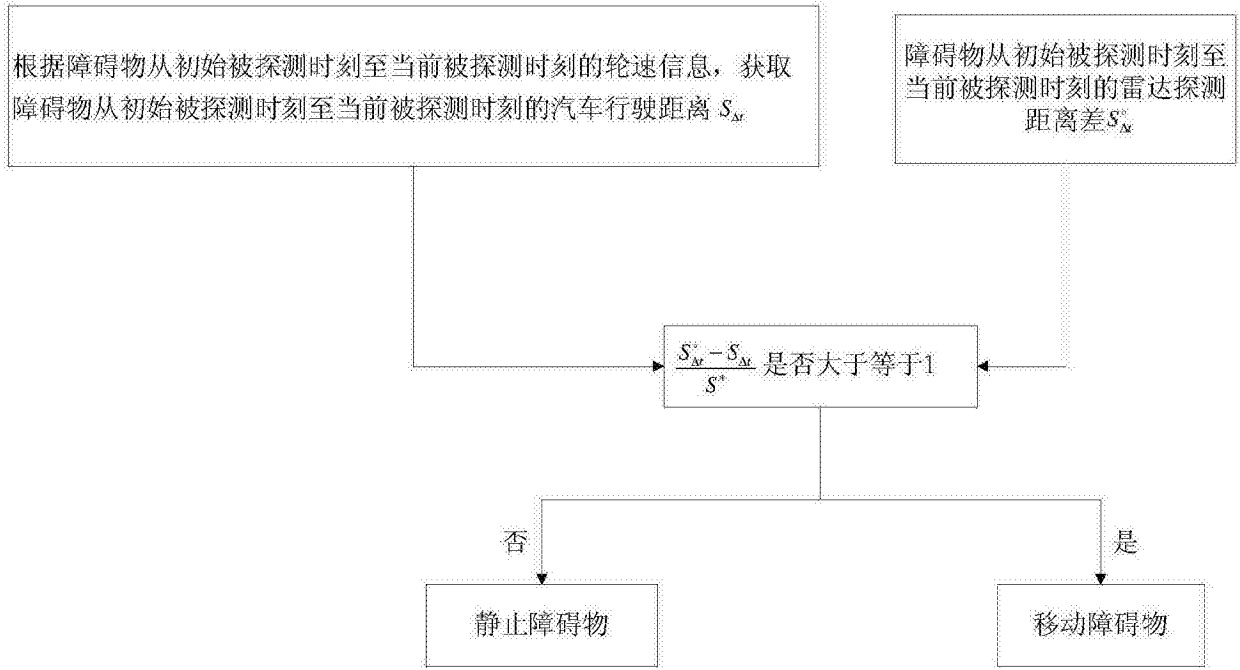 根据障碍物从初始被探测时刻至当前被探测时刻的轮速信息，获取
障碍物从初始被探测时刻至当前被探测时刻的汽车行驶距离 S_{Δt}
障碍物从初始被探测时刻至
当前被探测时刻的雷达探测
距离差S^{*}_{Δt}
\frac{S^{*}_{Δt} - S_{Δt}}{S^{*}} 是否大于等于1
否
是
静止障碍物
移动障碍物